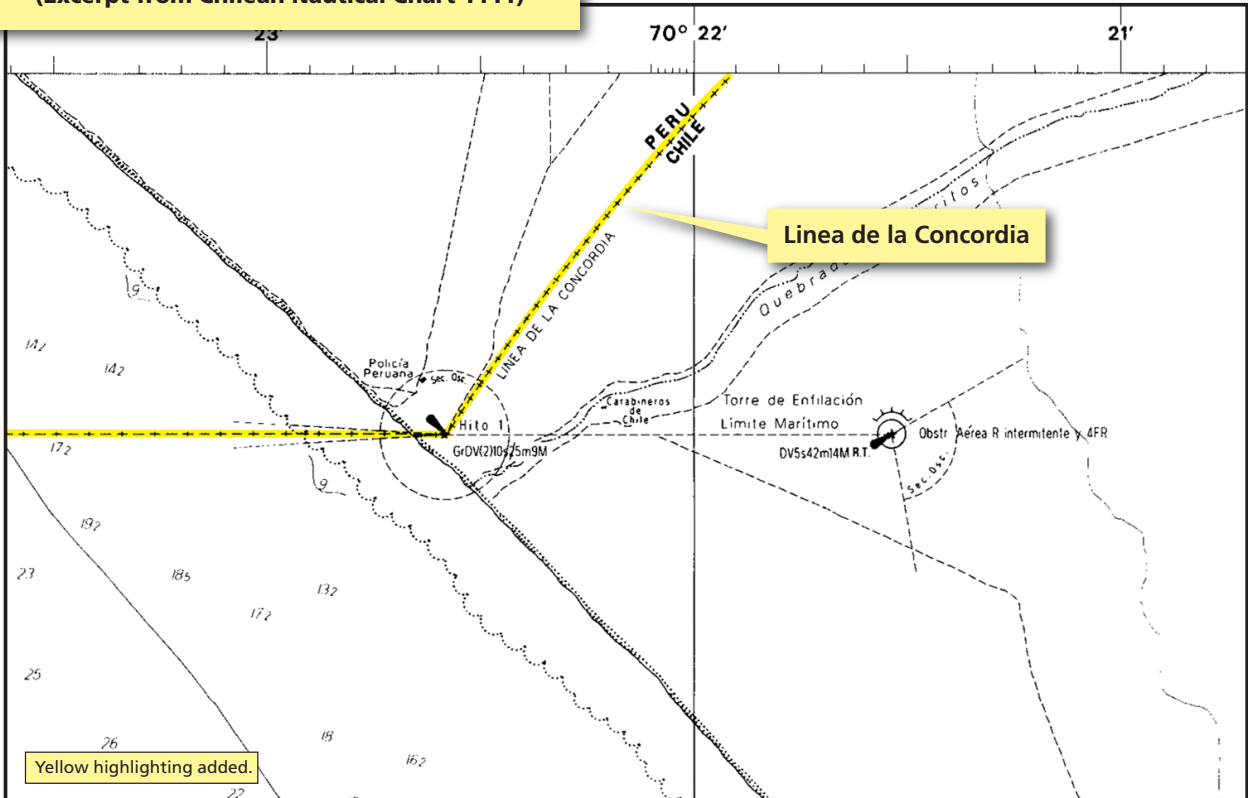 (Excerpt from Chilean Nautical Chart 1111)
23'
70° 22'
21'
PERU
CHILE
Linea de la Concordia
LINEA DE LA CONCORDIA
9
14₂
14₂
Policía
Peruana
Sec. Osc.
Carabineros
de
Chile
Torre de Enfilación
Límite Marítimo
Hito 1
GrDV(2)10s25m9M
DV5s42m14M R.T.
Obstr Aérea R intermitente y 4FR
Sec. Osc.
17₂
9
19₂
23
18₅
13₂
17₂
25
26
18
16₂
22
Yellow highlighting added.